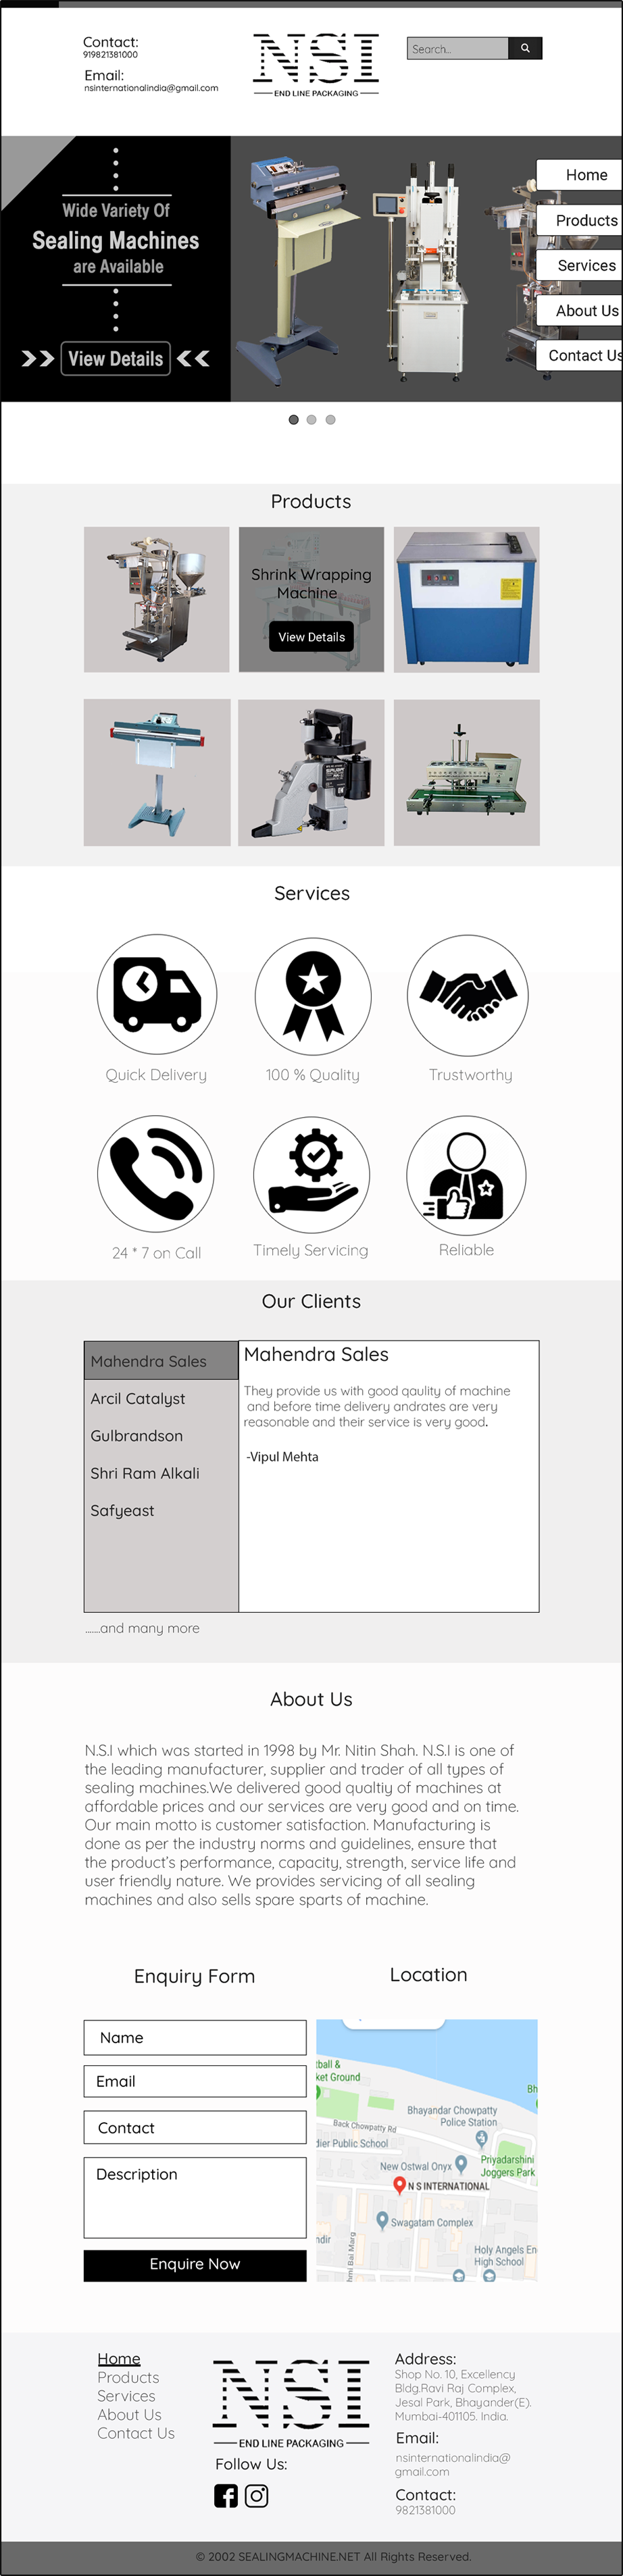 Contact:
919821381000
Email:
nsinternationalindia@gmail.com
NSI
END LINE PACKAGING
Search...
Wide Variety Of
Sealing Machines
are Available
View Details
Home
Products
Services
About Us
Contact Us
Products
Shrink Wrapping
Machine
View Details
Services
Quick Delivery
100 % Quality
Trustworthy
24 * 7 on Call
Timely Servicing
Reliable
Our Clients
Mahendra Sales
Arcil Catalyst
Gulbrandson
Shri Ram Alkali
Safyeast
Mahendra Sales
They provide us with good qaulity of machine
and before time delivery andrates are very
reasonable and their service is very good.
-Vipul Mehta
.......and many more
About Us
N.S.I which was started in 1998 by Mr. Nitin Shah. N.S.I is one of
the leading manufacturer, supplier and trader of all types of
sealing machines.We delivered good qualtiy of machines at
affordable prices and our services are very good and on time.
Our main motto is customer satisfaction. Manufacturing is
done as per the industry norms and guidelines, ensure that
the product's performance, capacity, strength, service life and
user friendly nature. We provides servicing of all sealing
machines and also sells spare sparts of machine.
Enquiry Form
Name
Email
Contact
Description
Enquire Now
Location
tball &
ket Ground
Bh
Bhayandar Chowpatty
Police Station
Back Chowpatty Rd
dier Public School
New Ostwal Onyx
Priyadarshini
Joggers Park
N S INTERNATIONAL
Swagatam Complex
ndir
hmi Bai Marg
Holy Angels En
High School
Home
Products
Services
About Us
Contact Us
NSI
END LINE PACKAGING
Follow Us:
Address:
Shop No. 10, Excellency
Bldg.Ravi Raj Complex,
Jesal Park, Bhayander(E).
Mumbai-401105. India.
Email:
nsinternationalindia@
gmail.com
Contact:
9821381000
© 2002 SEALINGMACHINE.NET All Rights Reserved.